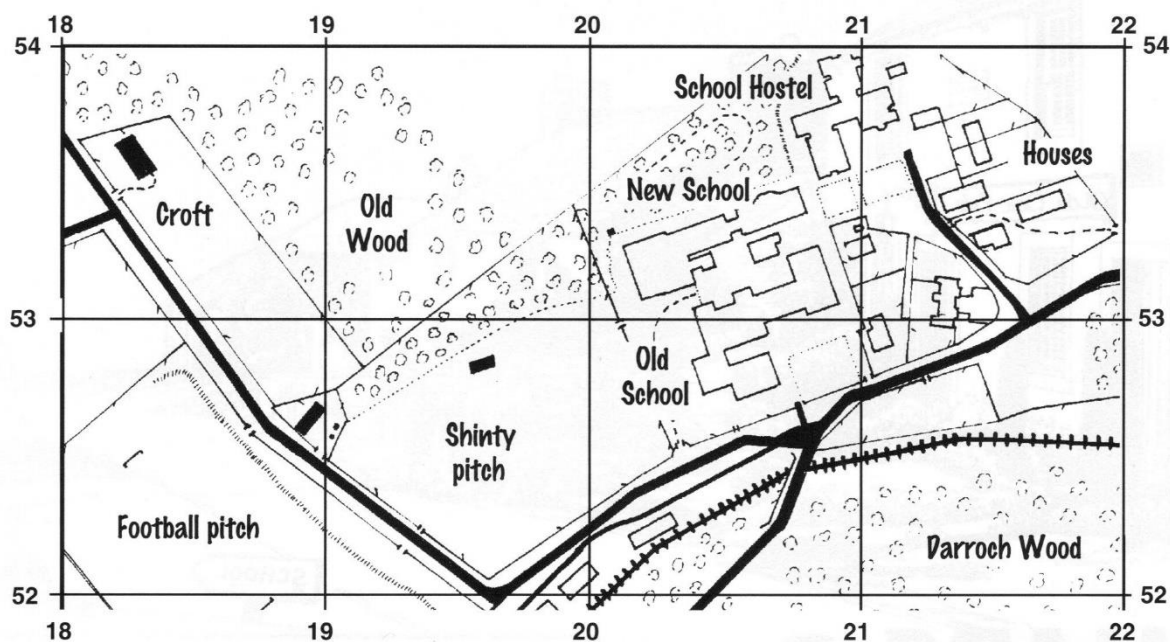 18 19 20 21 22
54 54
School Hostel
Houses
New School
Croft
Old
Wood
53 53
Old
School
Shinty
pitch
Football pitch
Darroch Wood
52 52
18 19 20 21 22